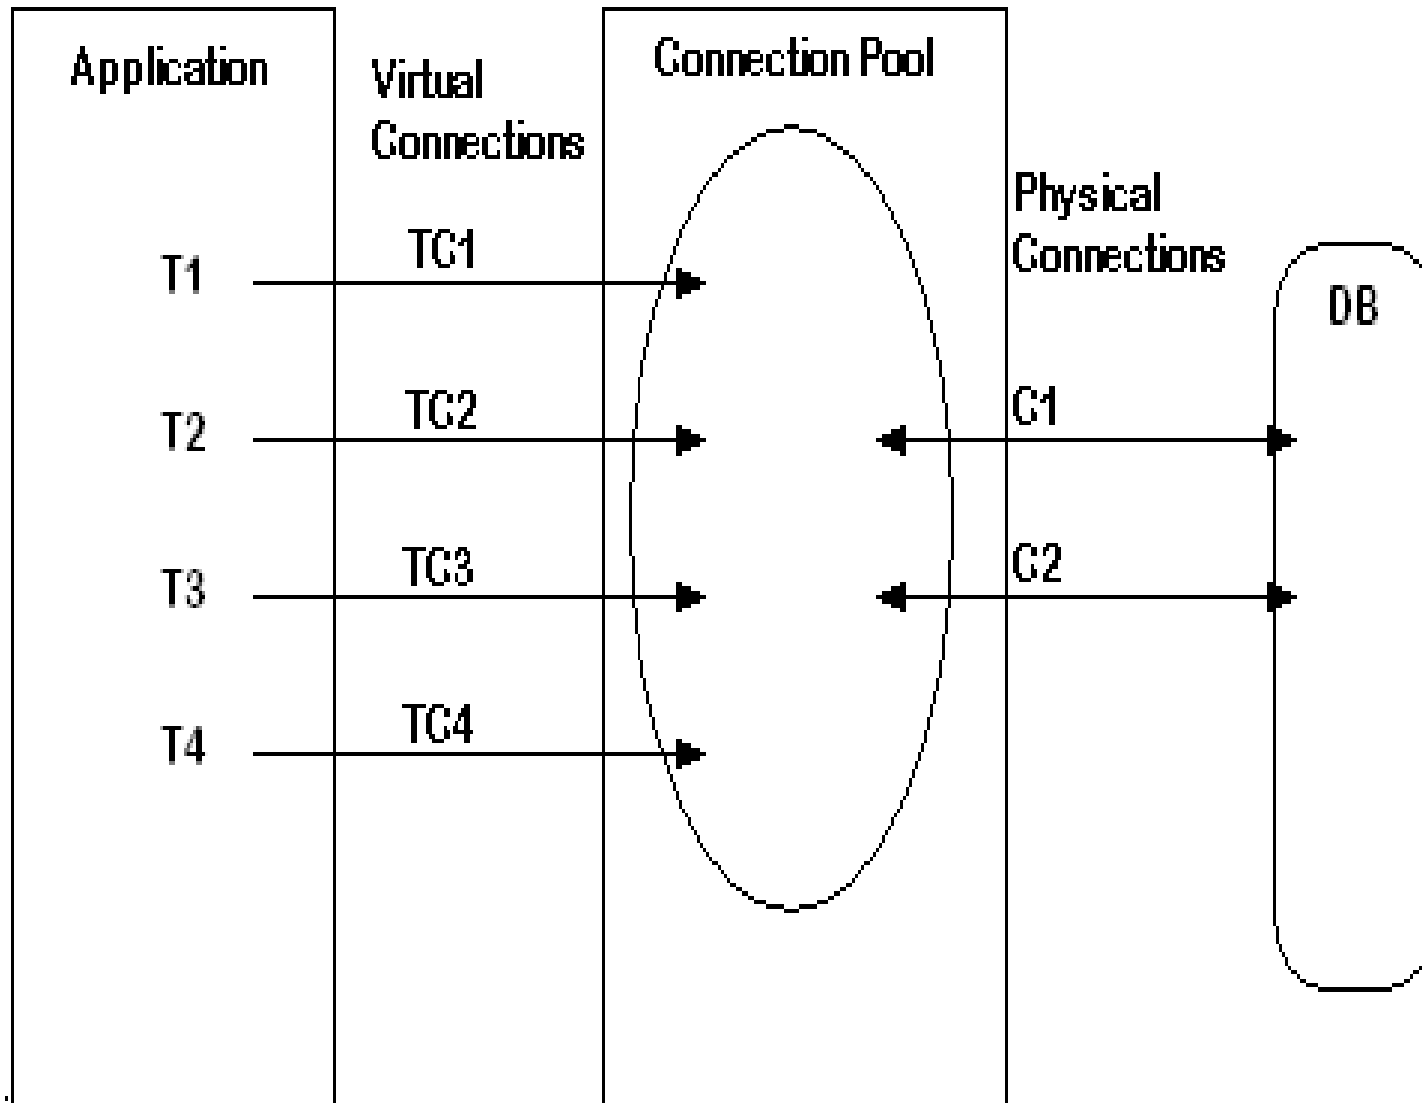 Application
Virtual
Connections
Connection Pool
Physical
Connections
DB
T1
TC1
T2
TC2
C1
T3
TC3
C2
T4
TC4